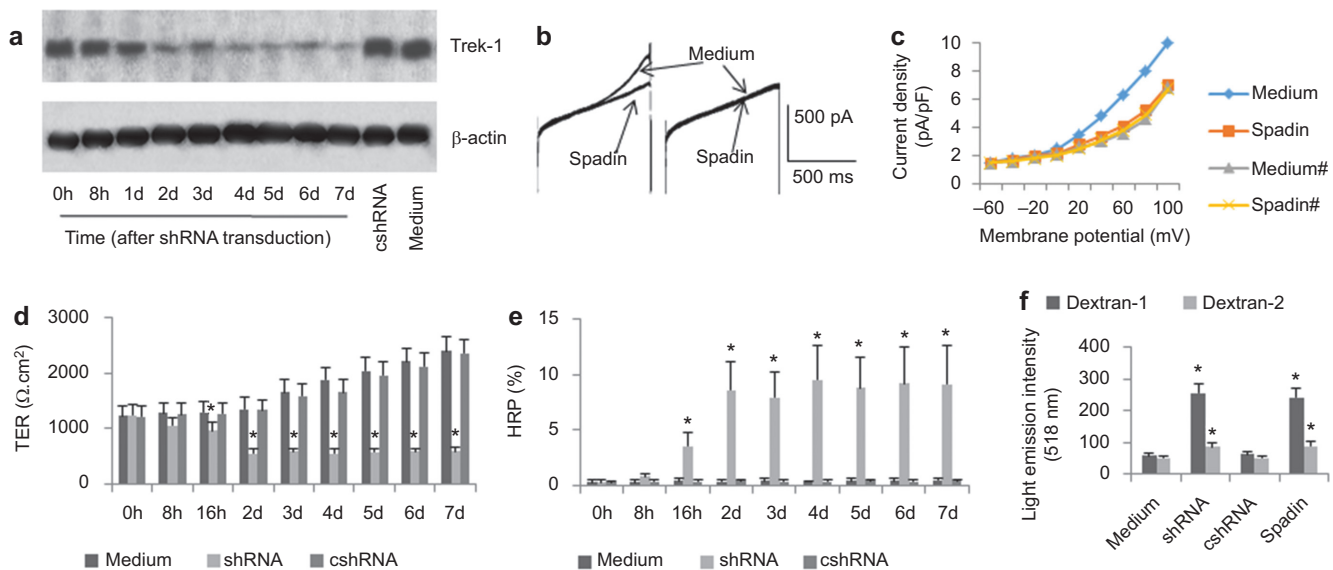 a
Trek-1
β-actin
0h 8h 1d 2d 3d 4d 5d 6d 7d cshRNA Medium
Time (after shRNA transduction)
b
Medium
Spadin
Spadin
500 pA
500 ms
c
Current density
(pA/pF)
10
8
6
4
2
0
–60 –20 20 60 100
Membrane potential (mV)
Medium
Spadin
Medium#
Spadin#
d
TER (Ω.cm²)
3000
2000
1000
0
* * * * * * *
0h 8h 16h 2d 3d 4d 5d 6d 7d
Medium shRNA cshRNA
e
HRP (%)
15
10
5
0
* * * * * * *
0h 8h 16h 2d 3d 4d 5d 6d 7d
Medium shRNA cshRNA
f
Dextran-1 Dextran-2
Light emission intensity
(518 nm)
400
300
200
100
0
* * * *
Medium shRNA cshRNA Spadin